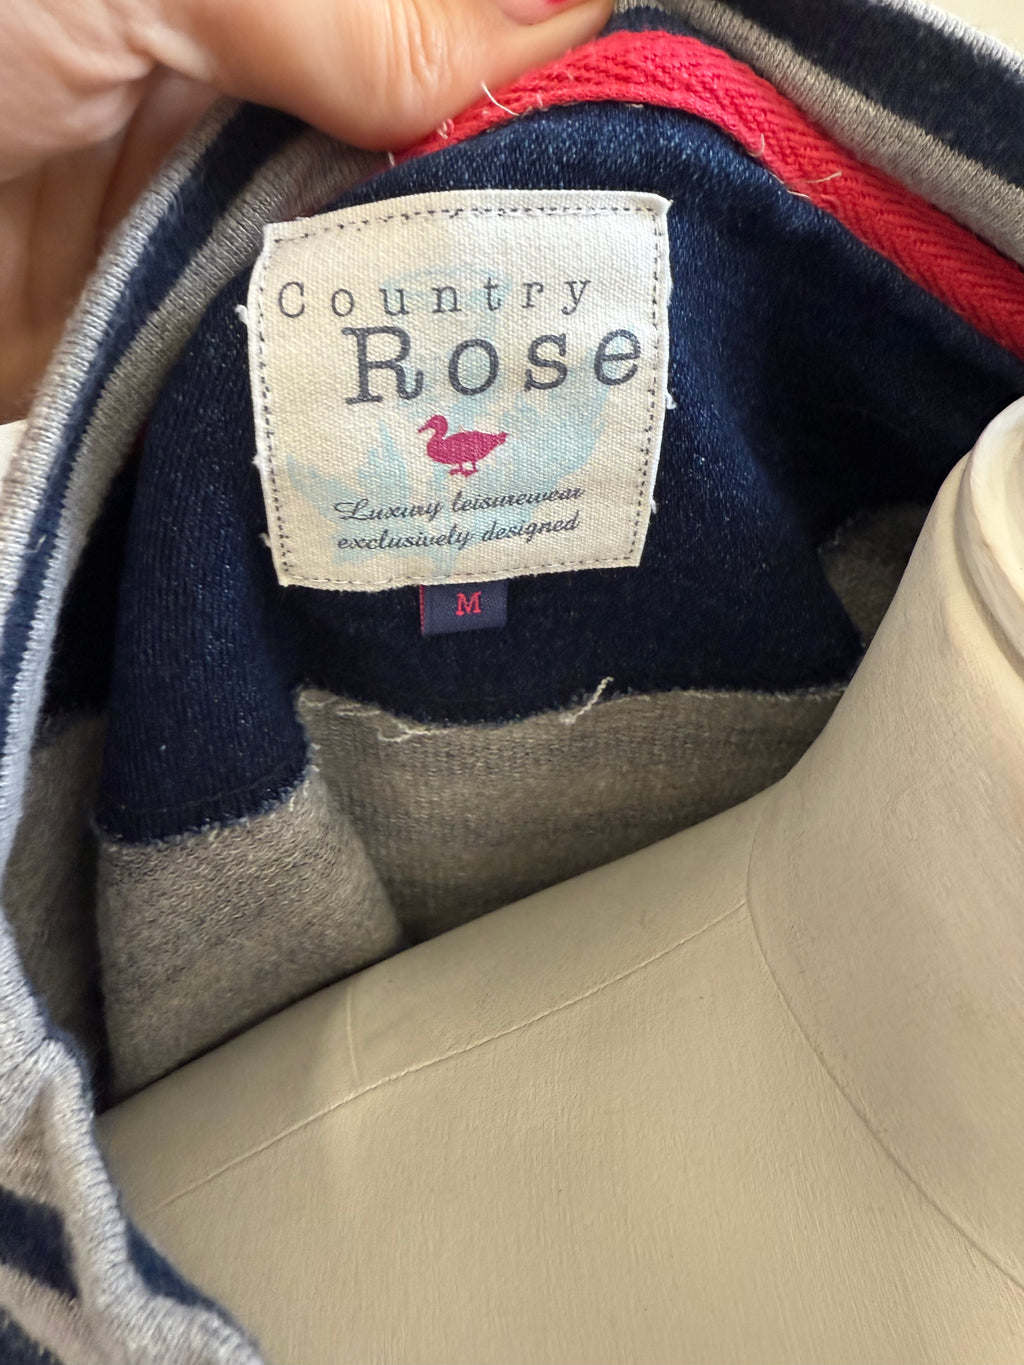 Country
Rose
Luxury leisurewear
exclusively designed
M